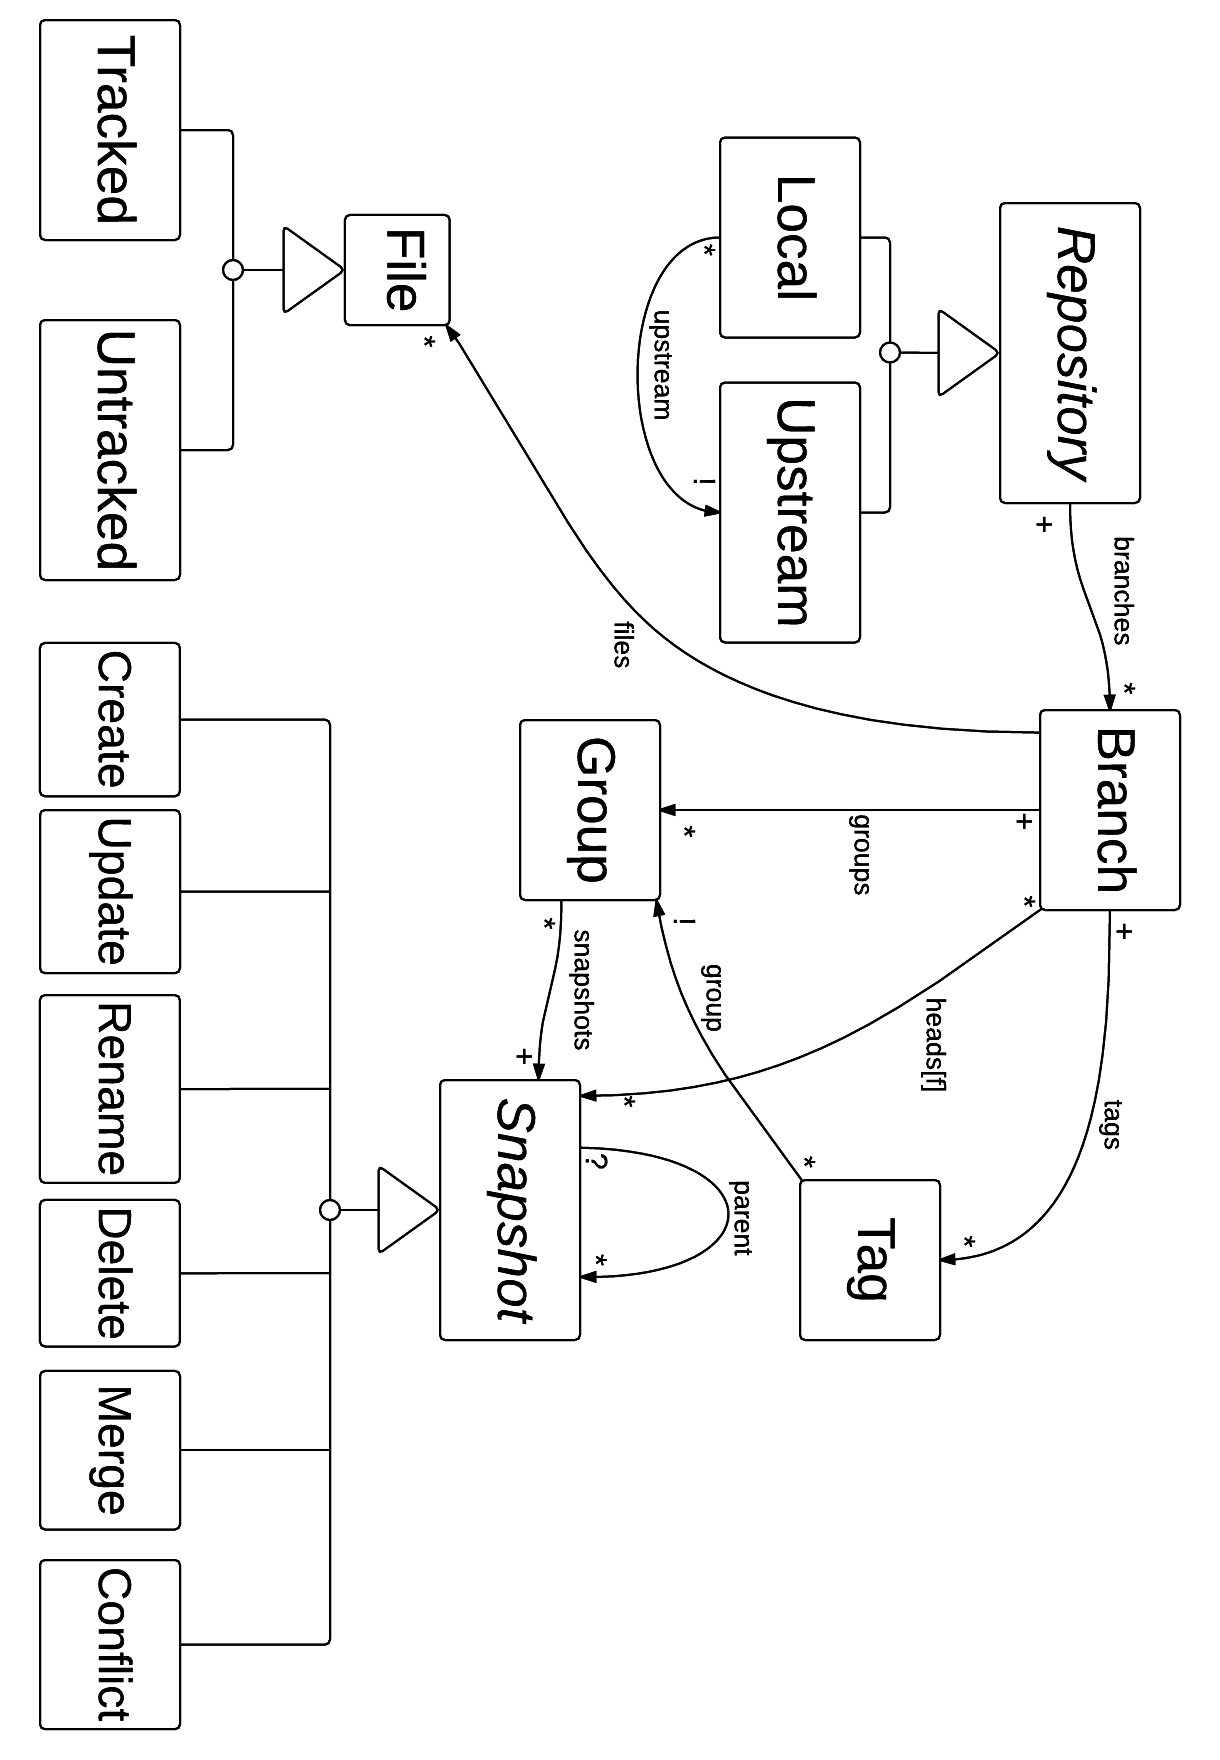 Repository
+
branches
*
Branch
+
tags
*
Tag
*
group
!
Local
*
upstream
!
Upstream
files
*
File
+
groups
*
Group
*
snapshots
+
*
heads[f]
*
Snapshot
?
parent
*
Tracked
Untracked
Create
Update
Rename
Delete
Merge
Conflict